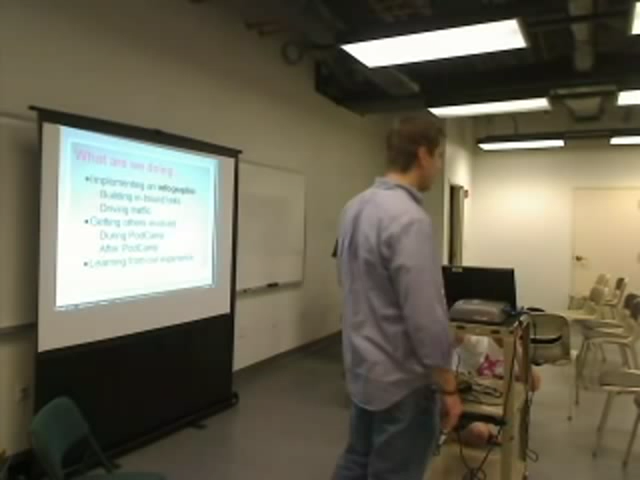 What are we doing
•Implementing an
Building in-bound links
Driving traffic
•Getting others involved
During PodCamp
After PodCamp
•Learning from our experience